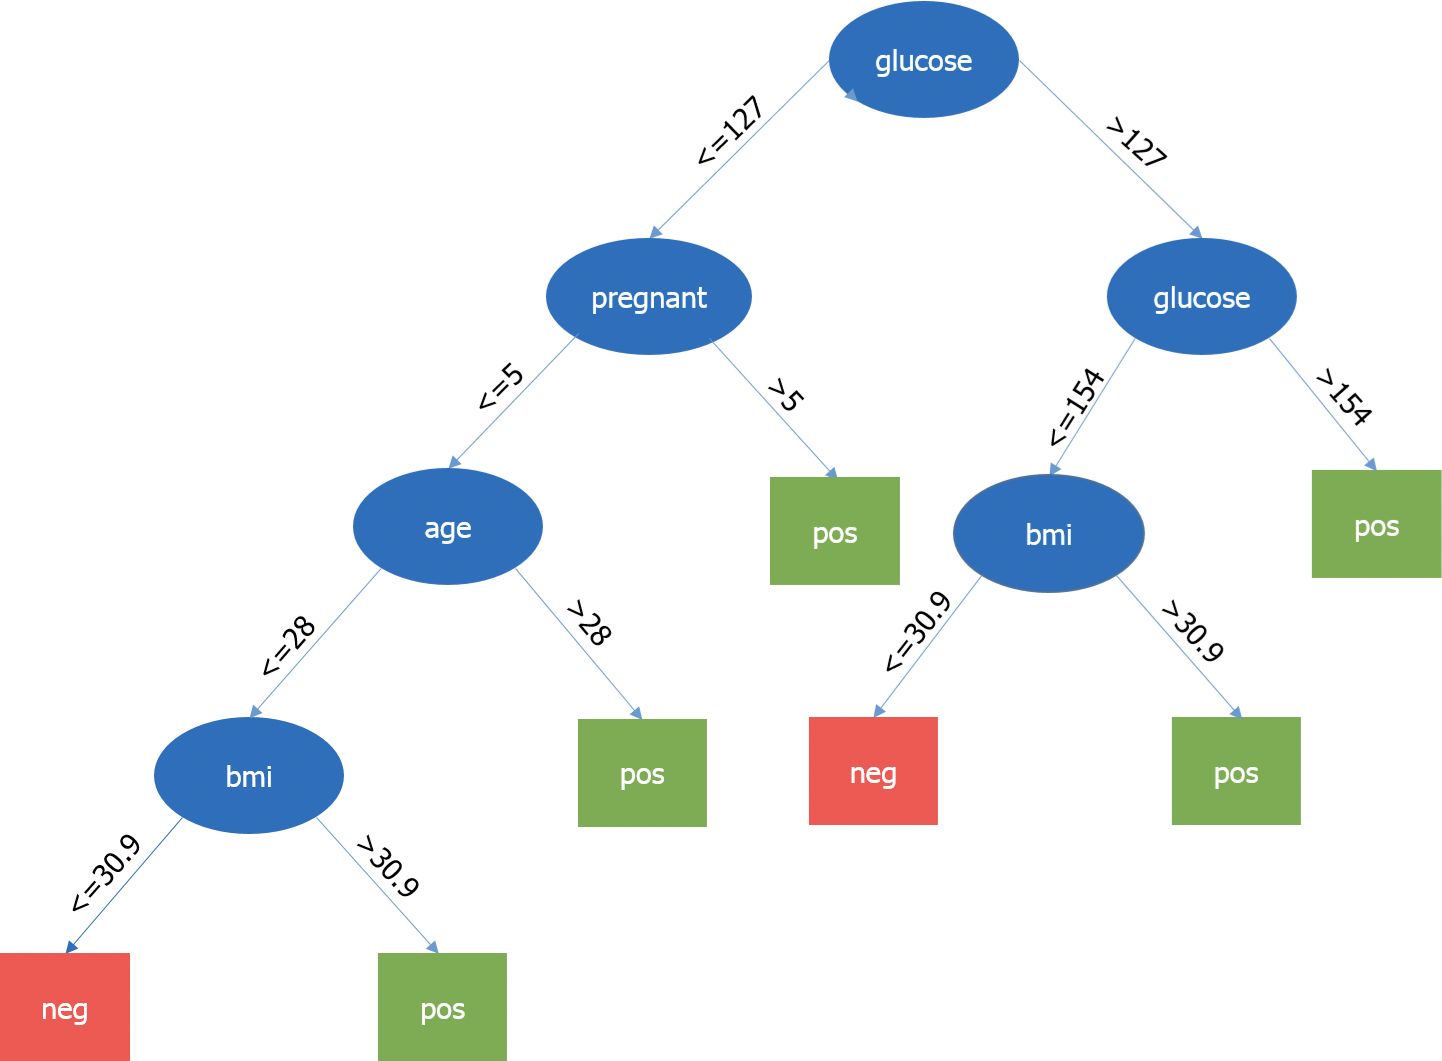 glucose
<=127
>127
pregnant
glucose
<=5
>5
<=154
>154
age
pos
bmi
pos
<=28
>28
<=30.9
>30.9
bmi
pos
neg
pos
<=30.9
>30.9
neg
pos